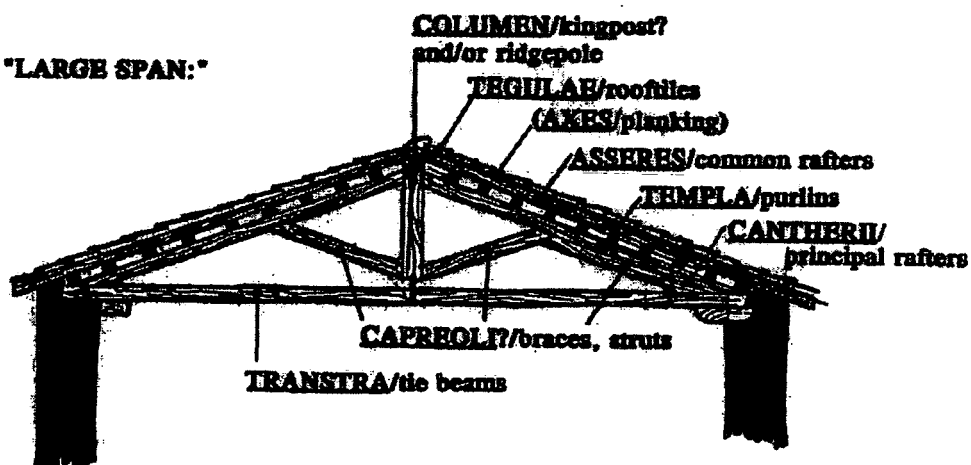 COLUMEN/kingpost?
and/or ridgepole
"LARGE SPAN:"
TEGULAE/rooftiles
(AXES/planking)
ASSERES/common rafters
TEMPLA/purlins
CANTHERII/
principal rafters
CAPREOLI?/braces, struts
TRANSTRA/tie beams